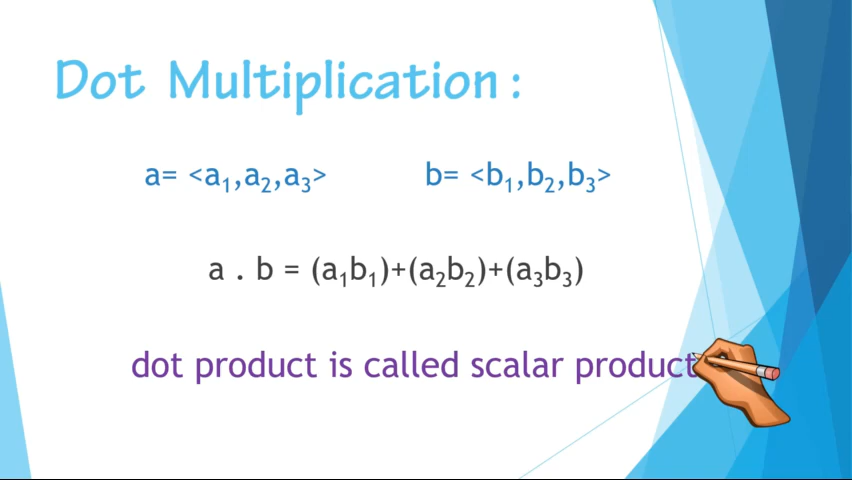 Dot Multiplication :
a= <a₁,a₂,a₃> b= <b₁,b₂,b₃>
a . b = (a₁b₁)+(a₂b₂)+(a₃b₃)
dot product is called scalar product